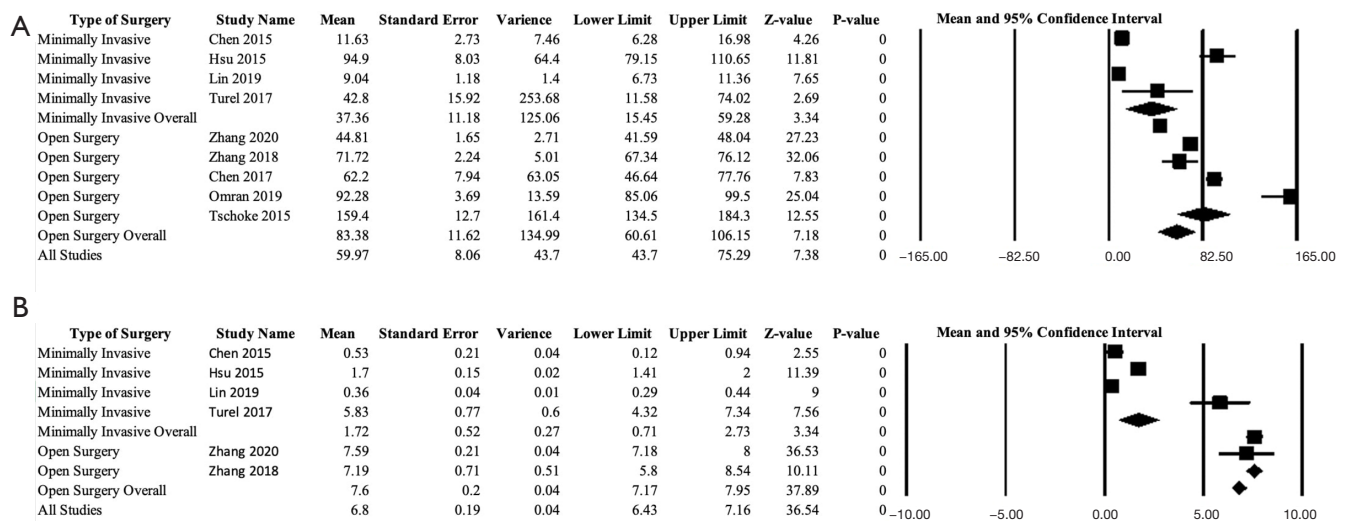 A
Type of Surgery Study Name Mean Standard Error Varience Lower Limit Upper Limit Z-value P-value Mean and 95% Confidence Interval
Minimally Invasive Chen 2015 11.63 2.73 7.46 6.28 16.98 4.26 0
Minimally Invasive Hsu 2015 94.9 8.03 64.4 79.15 110.65 11.81 0
Minimally Invasive Lin 2019 9.04 1.18 1.4 6.73 11.36 7.65 0
Minimally Invasive Turel 2017 42.8 15.92 253.68 11.58 74.02 2.69 0
Minimally Invasive Overall 37.36 11.18 125.06 15.45 59.28 3.34 0
Open Surgery Zhang 2020 44.81 1.65 2.71 41.59 48.04 27.23 0
Open Surgery Zhang 2018 71.72 2.24 5.01 67.34 76.12 32.06 0
Open Surgery Chen 2017 62.2 7.94 63.05 46.64 77.76 7.83 0
Open Surgery Omran 2019 92.28 3.69 13.59 85.06 99.5 25.04 0
Open Surgery Tschoke 2015 159.4 12.7 161.4 134.5 184.3 12.55 0
Open Surgery Overall 83.38 11.62 134.99 60.61 106.15 7.18 0
All Studies 59.97 8.06 43.7 43.7 75.29 7.38 0
−165.00 −82.50 0.00 82.50 165.00
B
Type of Surgery Study Name Mean Standard Error Varience Lower Limit Upper Limit Z-value P-value Mean and 95% Confidence Interval
Minimally Invasive Chen 2015 0.53 0.21 0.04 0.12 0.94 2.55 0
Minimally Invasive Hsu 2015 1.7 0.15 0.02 1.41 2 11.39 0
Minimally Invasive Lin 2019 0.36 0.04 0.01 0.29 0.44 9 0
Minimally Invasive Turel 2017 5.83 0.77 0.6 4.32 7.34 7.56 0
Minimally Invasive Overall 1.72 0.52 0.27 0.71 2.73 3.34 0
Open Surgery Zhang 2020 7.59 0.21 0.04 7.18 8 36.53 0
Open Surgery Zhang 2018 7.19 0.71 0.51 5.8 8.54 10.11 0
Open Surgery Overall 7.6 0.2 0.04 7.17 7.95 37.89 0
All Studies 6.8 0.19 0.04 6.43 7.16 36.54 0
−10.00 −5.00 0.00 5.00 10.00